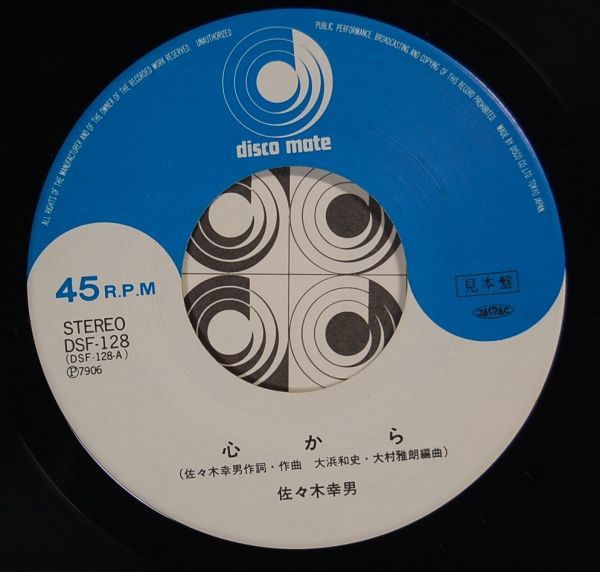 ALL RIGHTS OF THE MANUFACTURER AND OF THE OWNER OF THE RECORDED WORK RESERVED. UNAUTHORIZED PUBLIC PERFORMANCE, BROADCASTING AND COPYING OF THIS RECORD PROHIBITED. MADE BY DISCO CO. LTD. TOKYO JAPAN
disco mate
45 R.P.M
見本盤
JASRAC
STEREO
DSF-128
(DSF-128-A)
Ⓟ7906
心から
(佐々木幸男作詞・作曲 大浜和史・大村雅朗編曲)
佐々木幸男